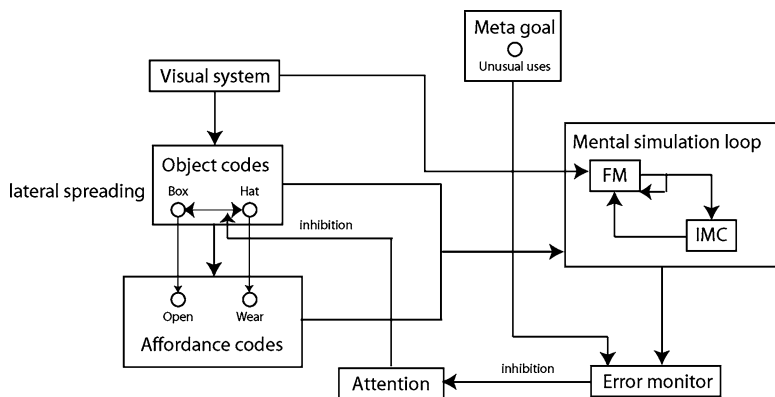 Meta goal
Unusual uses
Visual system
Mental simulation loop
Object codes
FM
lateral spreading
Box
Hat
inhibition
IMC
Open
Wear
Affordance codes
inhibition
Attention
Error monitor